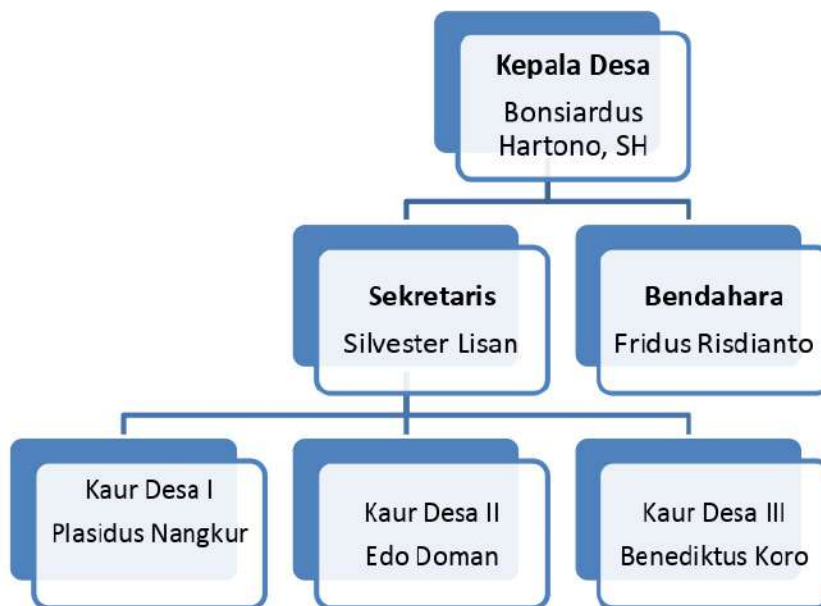 Kepala Desa
Bonsiardus
Hartono, SH
Sekretaris
Silvester Lisan
Bendahara
Fridus Risdianto
Kaur Desa I
Plasidus Nangkur
Kaur Desa II
Edo Doman
Kaur Desa III
Benediktus Koro